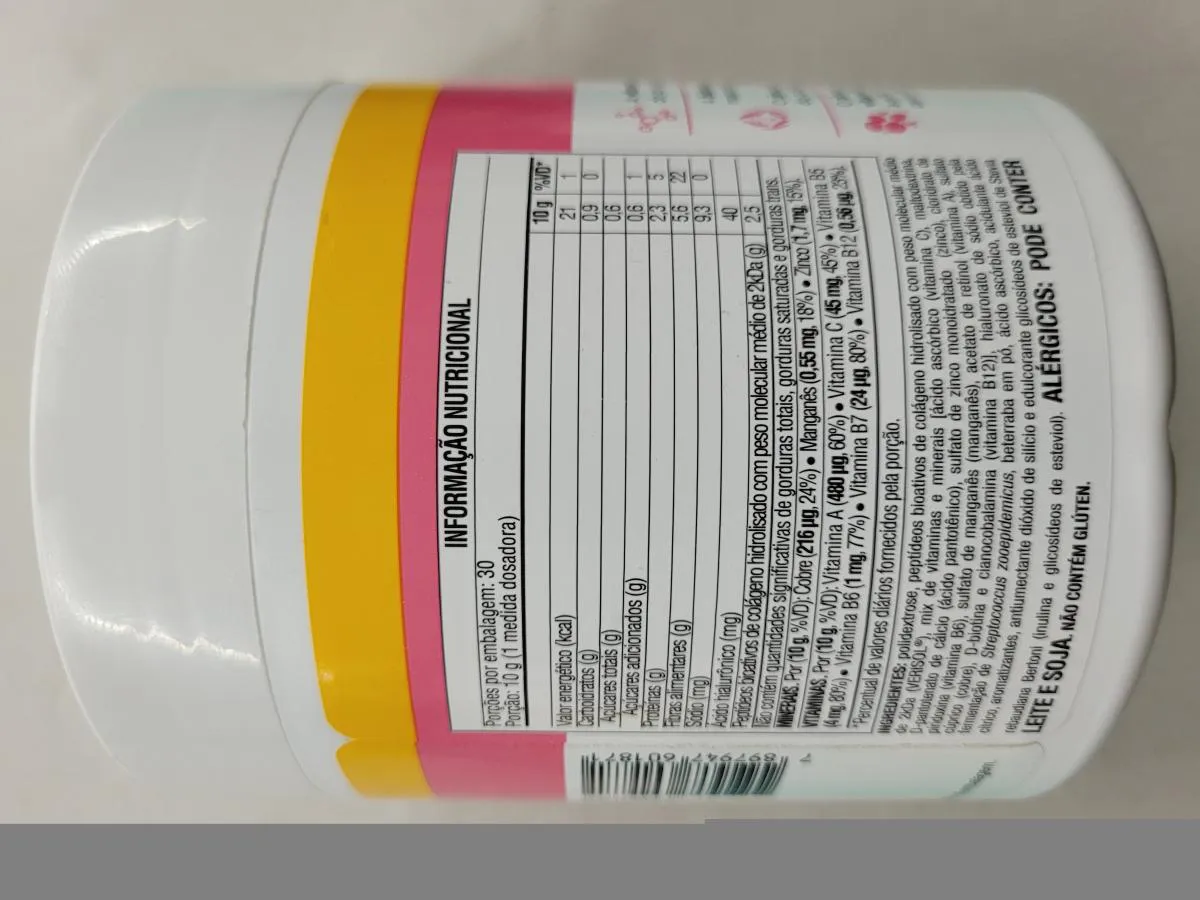 INFORMAÇÃO NUTRICIONAL
Porções por embalagem: 30
Porção: 10 g (1 medida dosadora)
10 g %VD*
Valor energético (kcal) 21 1
Carboidratos (g) 0,9 0
Açúcares totais (g) 0,6
Açúcares adicionados (g) 0,6 1
Proteínas (g) 2,3 5
Fibras alimentares (g) 5,6 22
Sódio (mg) 9,3 0
Ácido hialurônico (mg) 40
Peptídeos bioativos de colágeno hidrolisado com peso molecular médio de 2kDa (g) 2,5
Não contém quantidades significativas de gorduras totais, gorduras saturadas e gorduras trans.
MINERAIS. Por (10 g, %VD): Cobre (216 µg, 24%) • Manganês (0,55 mg, 18%) • Zinco (1,7 mg, 15%).
VITAMINAS. Por (10 g, %VD): Vitamina A (480 µg, 60%) • Vitamina C (45 mg, 45%) • Vitamina B5
(4 mg, 80%) • Vitamina B6 (1 mg, 77%) • Vitamina B7 (24 µg, 80%) • Vitamina B12 (0,56 µg, 23%).
*Percentual de valores diários fornecidos pela porção.
INGREDIENTES: polidextrose, peptídeos bioativos de colágeno hidrolisado com peso molecular médio
de 2kDa (VERISOL®), mix de vitaminas e minerais [ácido ascórbico (vitamina C), maltodextrina,
D-pantotenato de cálcio (ácido pantotênico), sulfato de zinco monoidratado (zinco), cloridrato de
piridoxina (vitamina B6), sulfato de manganês (manganês), acetato de retinol (vitamina A), sulfato
cúprico (cobre), D-biotina e cianocobalamina (vitamina B12)], hialuronato de sódio obtido pela
fermentação de Streptococcus zooepidemicus, beterraba em pó, ácido ascórbico, acidulante ácido
cítrico, aromatizantes, antiumectante dióxido de silício e edulcorante glicosídeos de esteviol de Stevia
rebaudiana Bertoni (inulina e glicosídeos de esteviol). ALÉRGICOS: PODE CONTER
LEITE E SOJA. NÃO CONTÉM GLÚTEN.